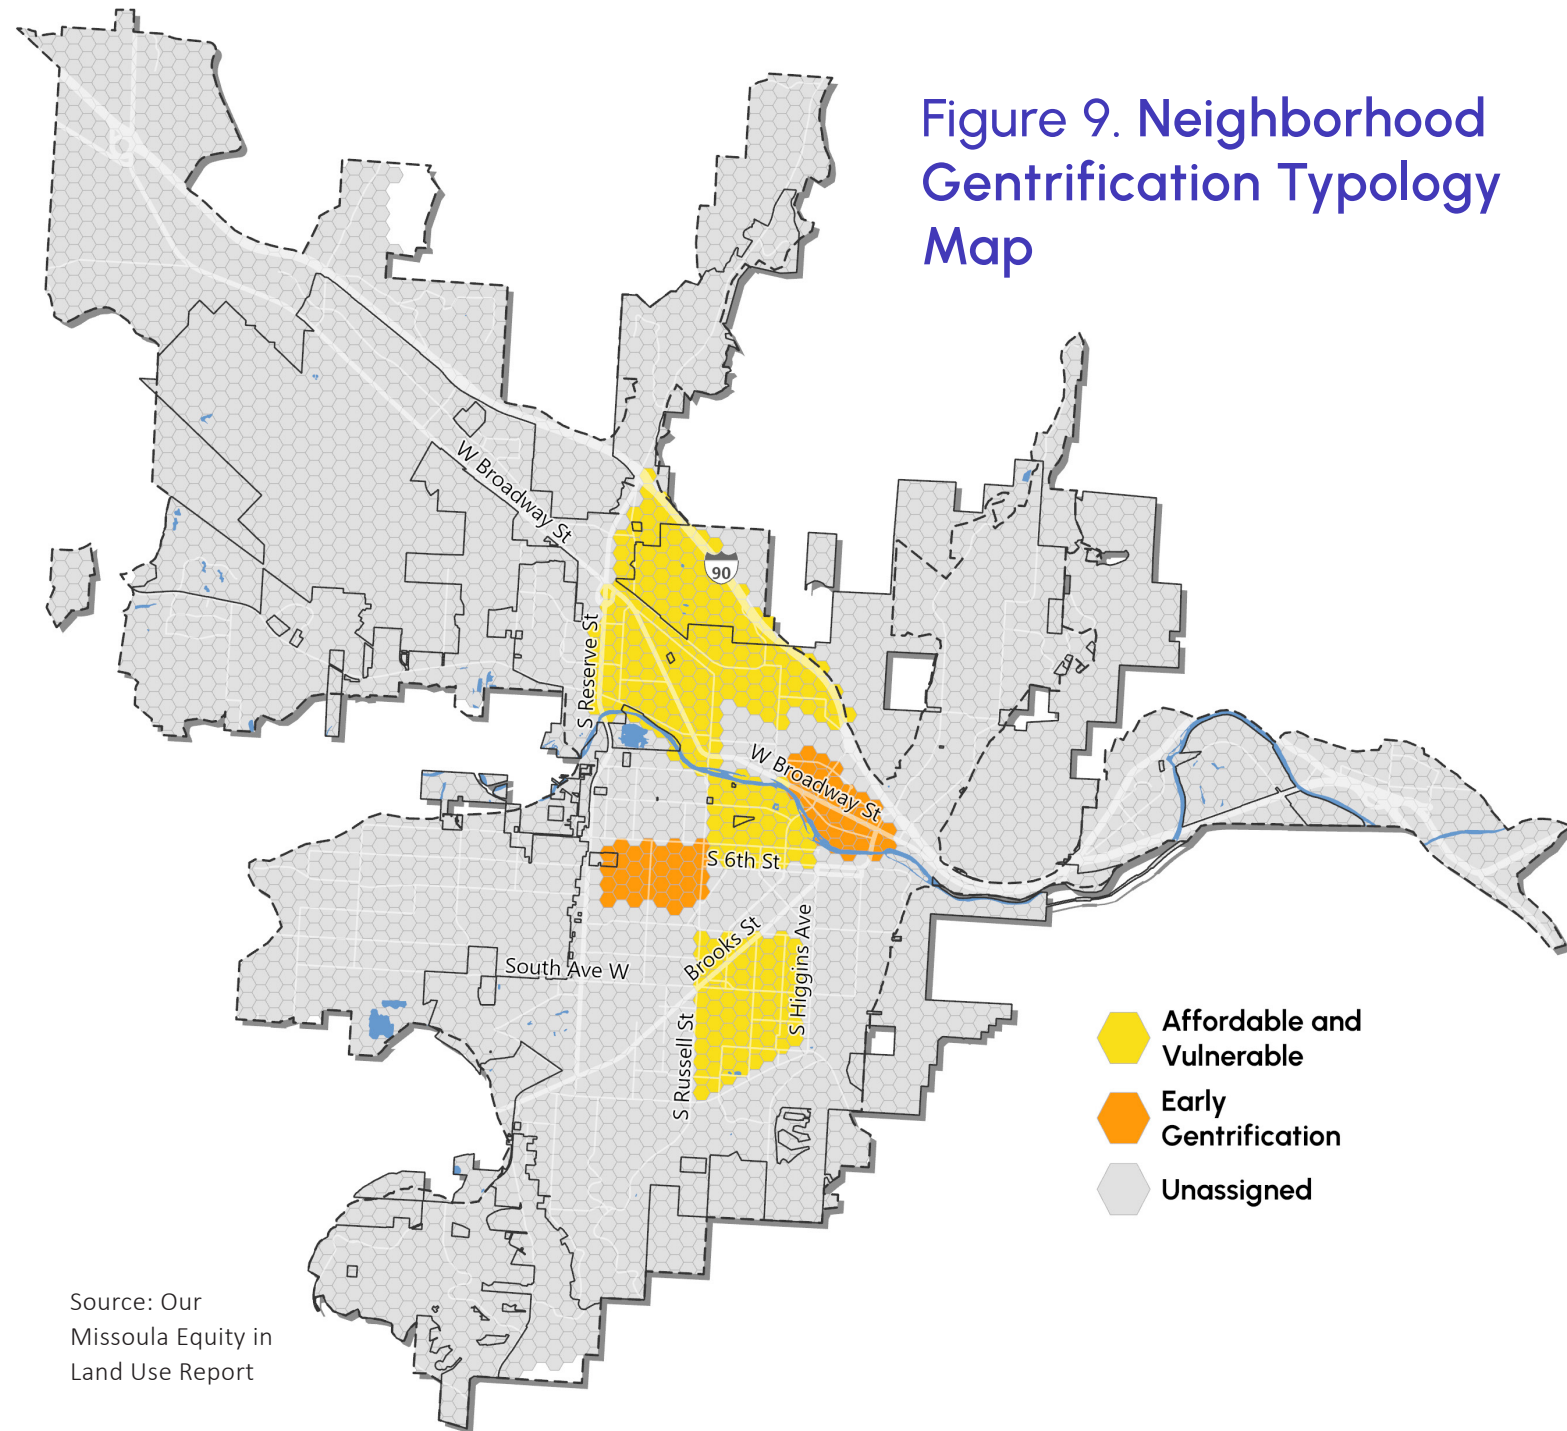 Figure 9. Neighborhood
Gentrification Typology
Map
W Broadway St
90
S Reserve St
W Broadway St
S 6th St
Brooks St
S Higgins Ave
South Ave W
S Russell St
Affordable and
Vulnerable
Early
Gentrification
Unassigned
Source: Our
Missoula Equity in
Land Use Report